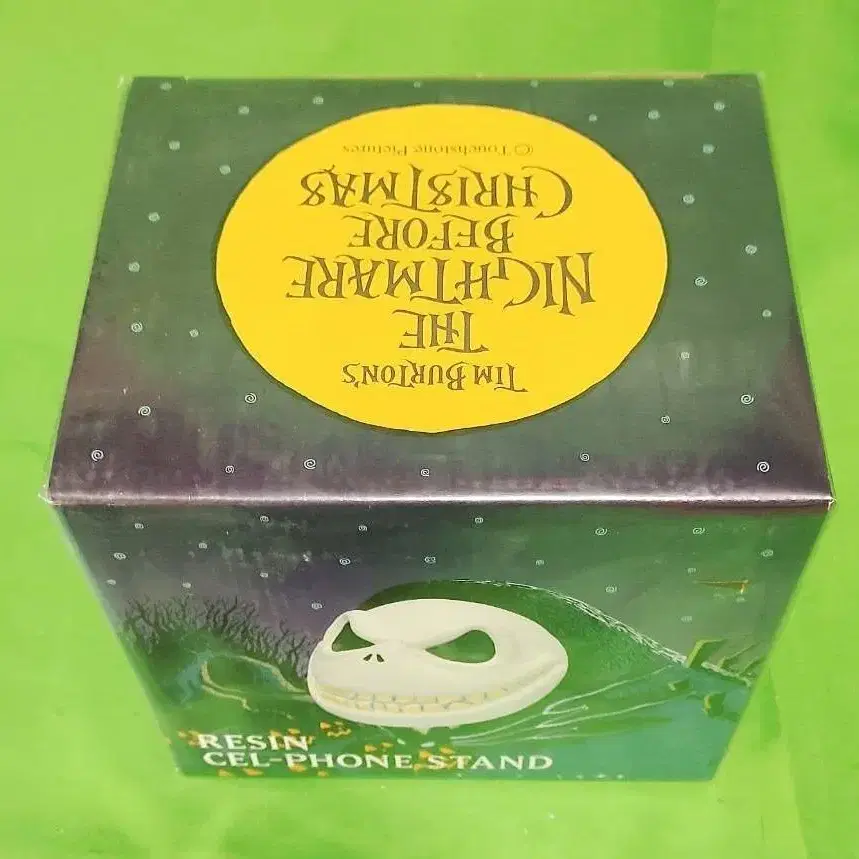 TIM BURTON'S
THE
NIGHTMARE
BEFORE
CHRISTMAS
© Touchstone Pictures
RESIN
CEL-PHONE STAND